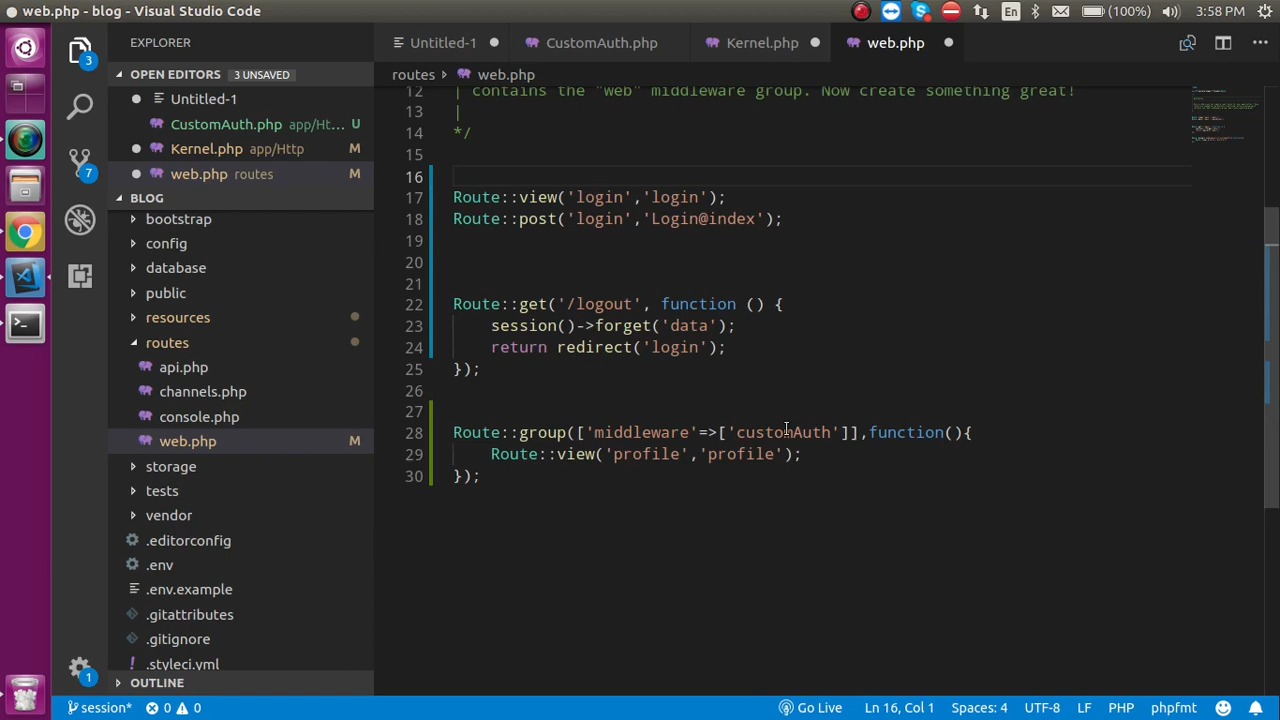 web.php - blog - Visual Studio Code
En
(100%)
3:58 PM
3
7
1
EXPLORER
OPEN EDITORS 3 UNSAVED
Untitled-1
CustomAuth.php app/Ht... U
Kernel.php app/Http M
web.php routes M
BLOG
bootstrap
config
database
public
resources
routes
api.php
channels.php
console.php
web.php M
storage
tests
vendor
.editorconfig
.env
.env.example
.gitattributes
.gitignore
.styleci.yml
OUTLINE
Untitled-1
CustomAuth.php
Kernel.php
web.php
routes web.php
12 | contains the "web" middleware group. Now create something great!
13 |
14 */
15
16
17 Route::view('login','login');
18 Route::post('login','Login@index');
19
20
21
22 Route::get('/logout', function () {
23 session()->forget('data');
24 return redirect('login');
25 });
26
27
28 Route::group(['middleware'=>['customAuth']],function(){
29 Route::view('profile','profile');
30 });
session* 0 0
Go Live Ln 16, Col 1 Spaces: 4 UTF-8 LF PHP phpfmt